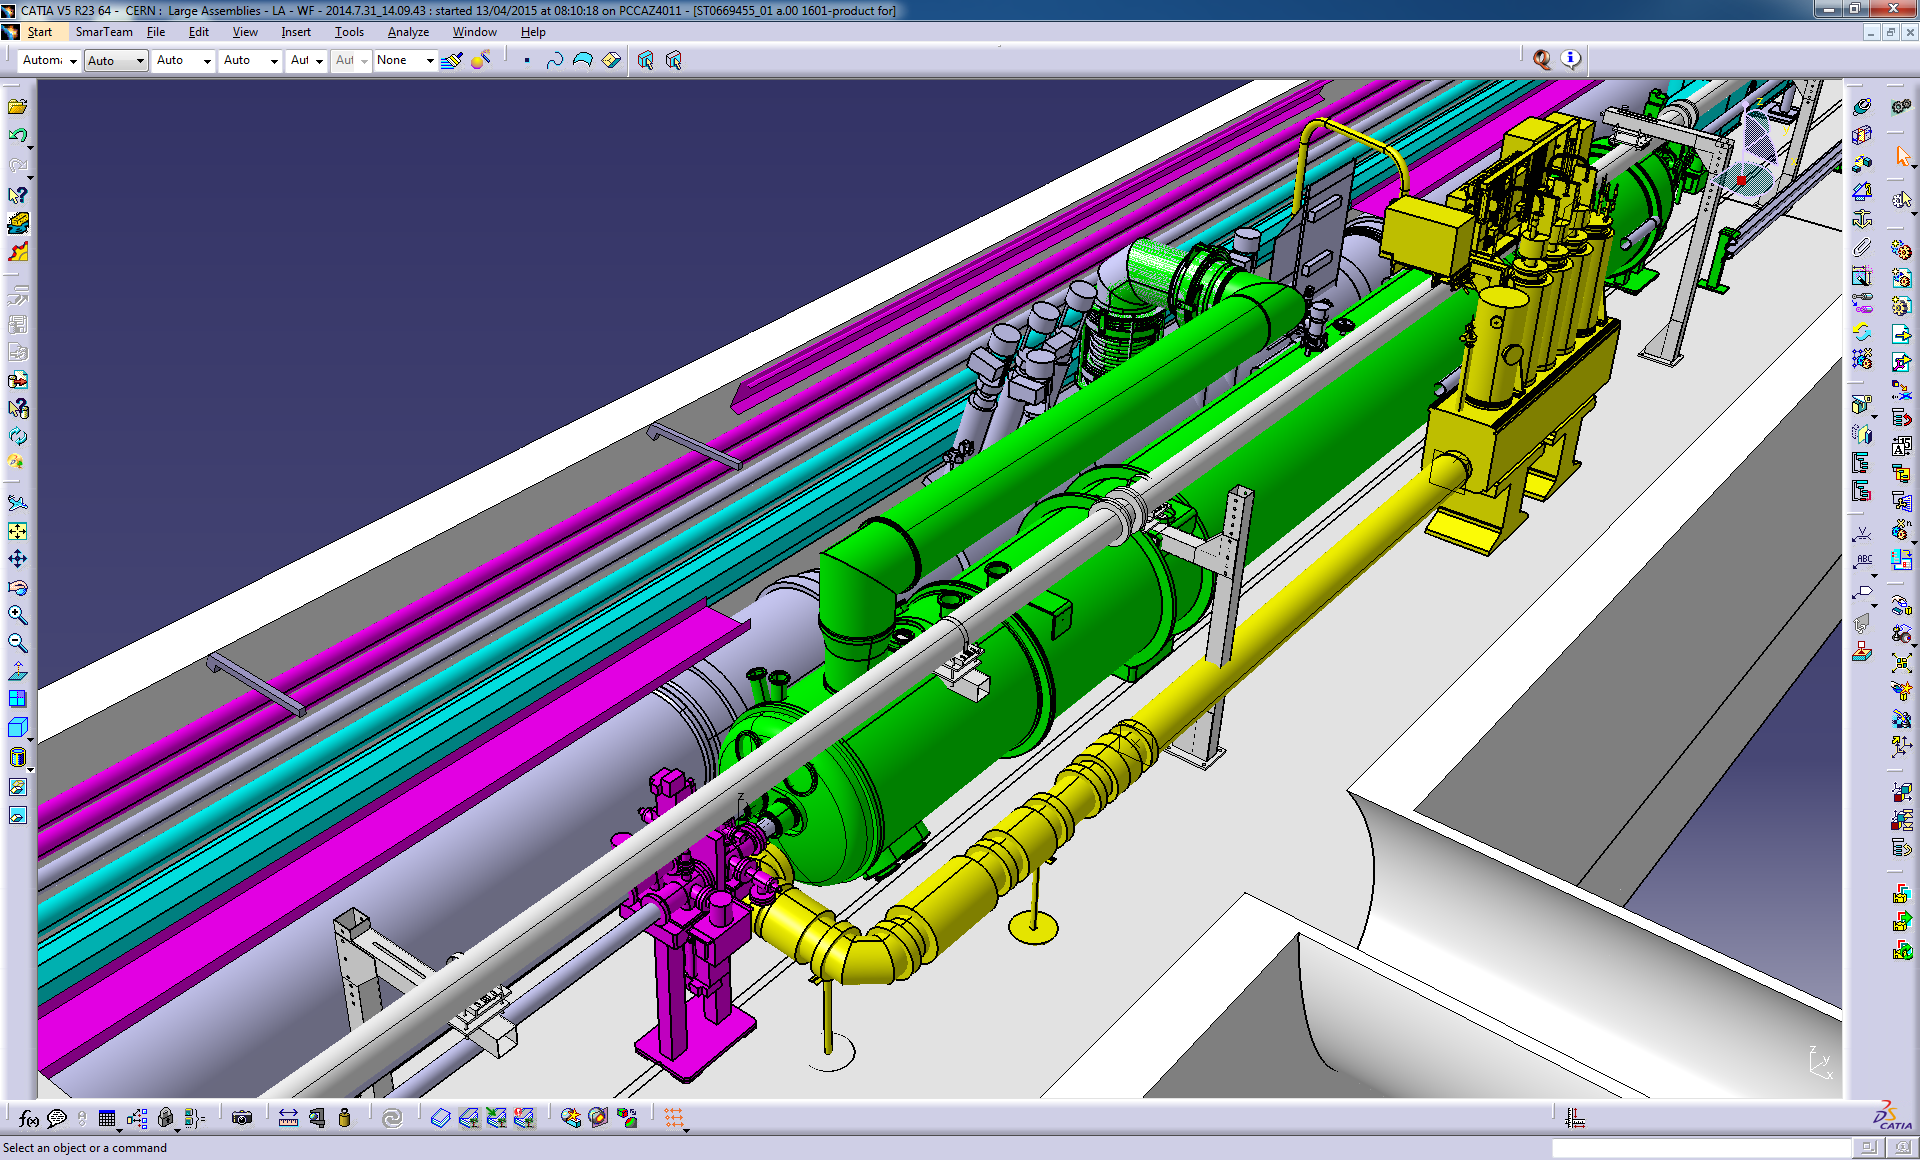 CATIA V5 R23 64 - CERN : Large Assemblies - LA - WF - 2014.7.31_14.09.43 : started 13/04/2015 at 08:10:18 on PCCAZ4011 - [ST0669455_01 a.00 1601-product for]
Start SmarTeam File Edit View Insert Tools Analyze Window Help
Auto Auto Auto None
z
z
z
y
x
f(x)
ABC
DS
CATIA
Select an object or a command